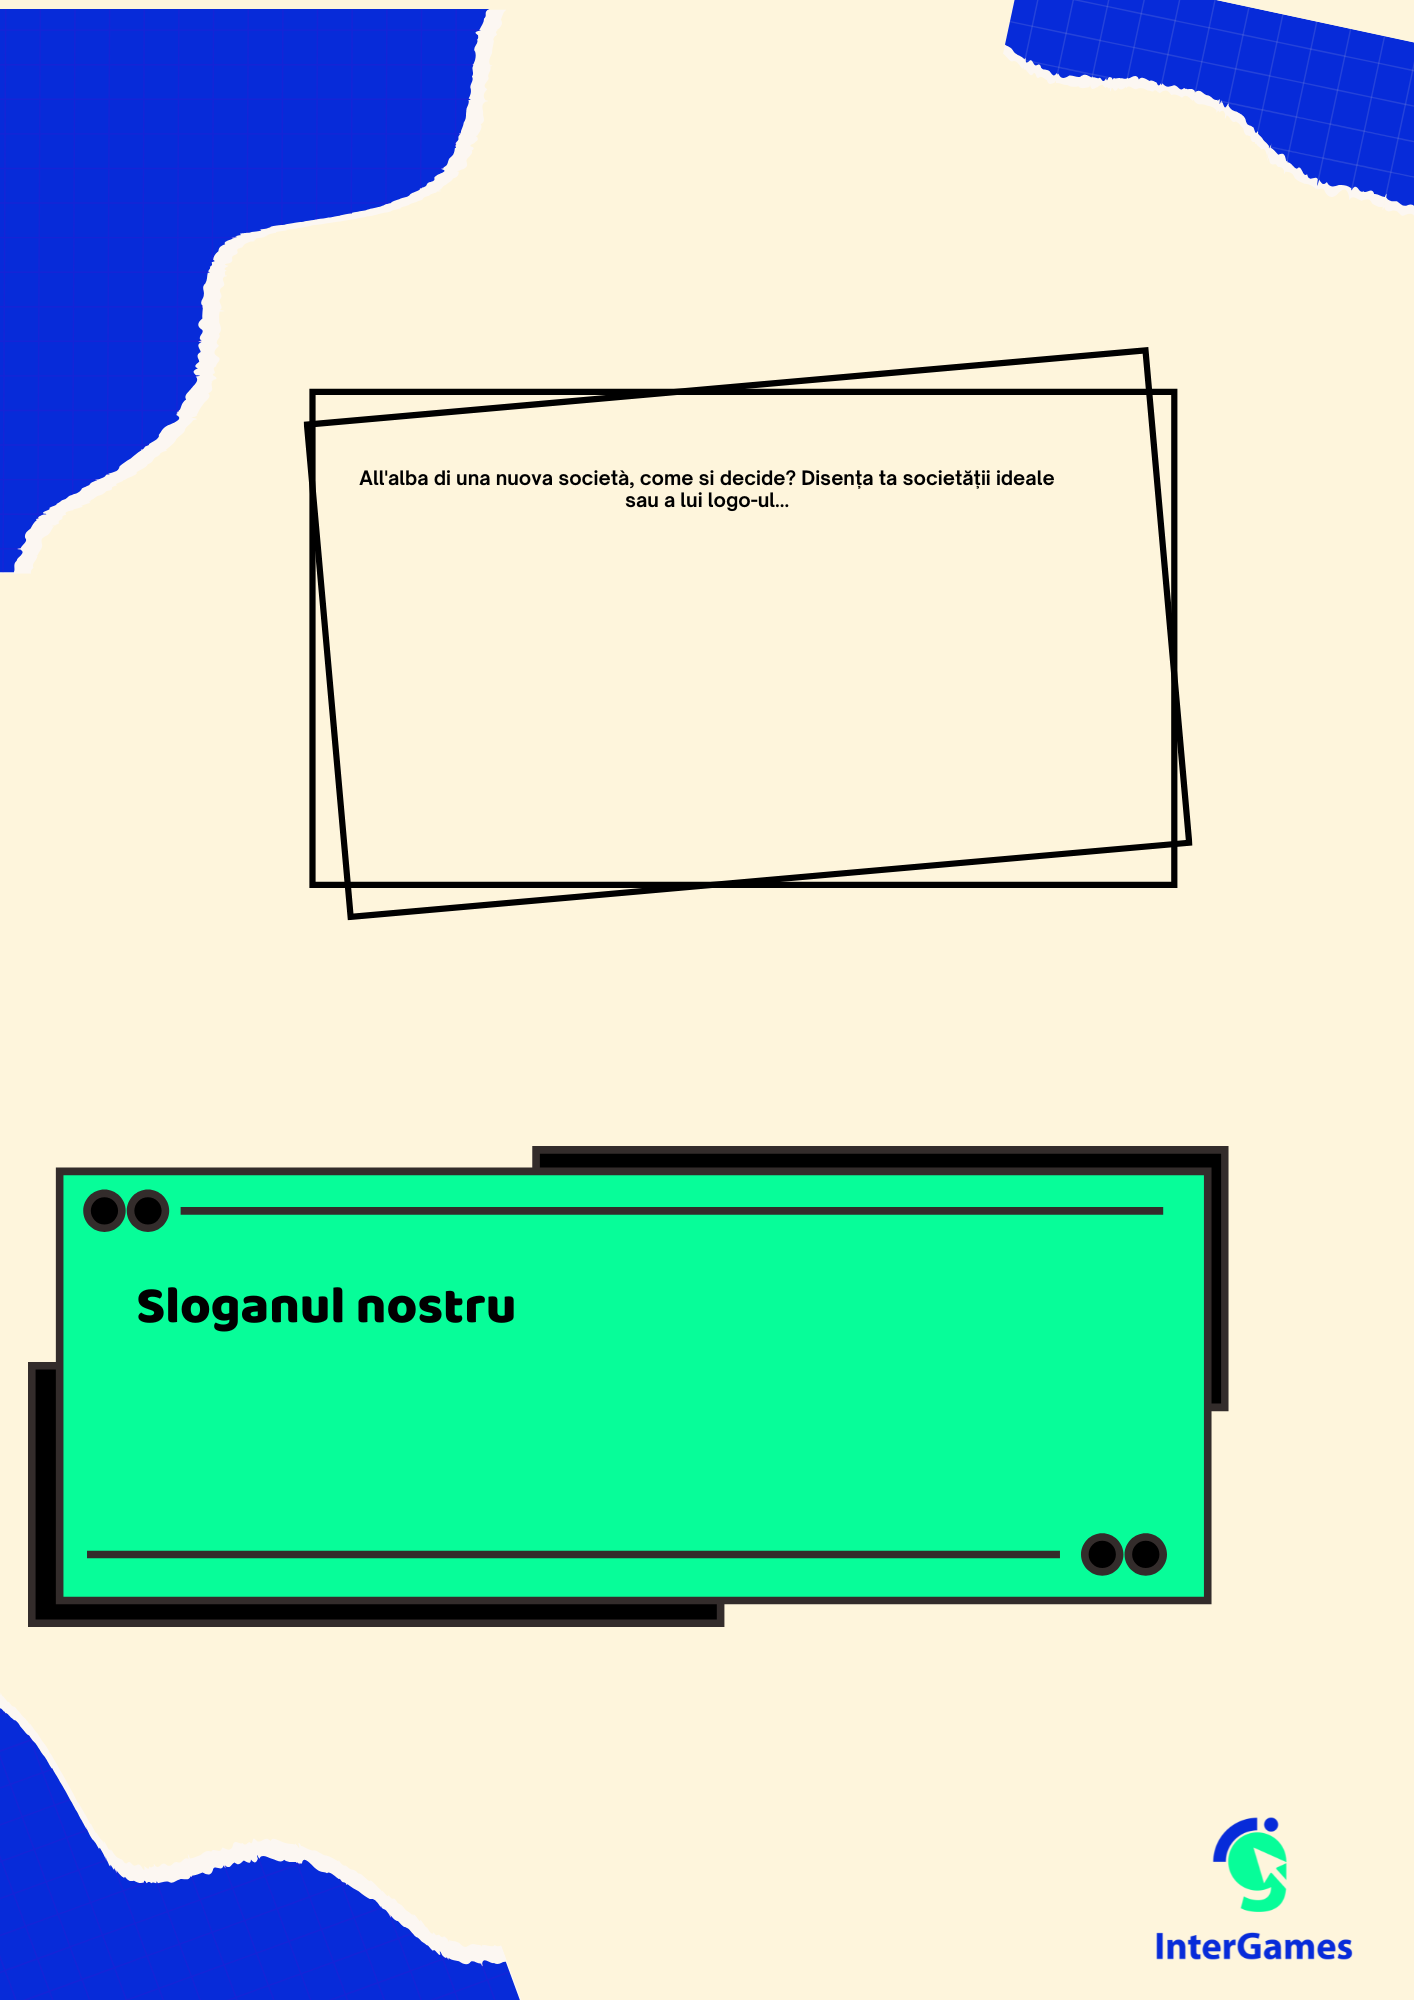 All'alba di una nuova società, come si decide? Disența ta societății ideale
sau a lui logo-ul...
Sloganul nostru
InterGames